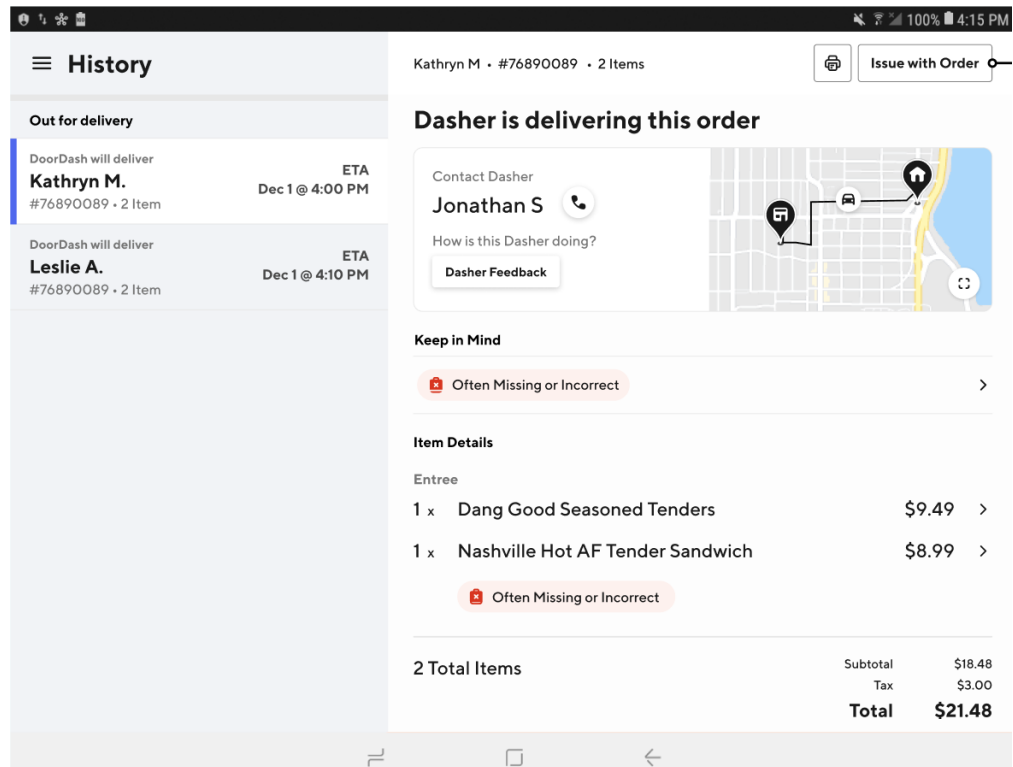 100% 4:15 PM
History
Kathryn M • #76890089 • 2 Items
Issue with Order
Out for delivery
DoorDash will deliver
Kathryn M.
#76890089 • 2 Item
ETA
Dec 1 @ 4:00 PM
DoorDash will deliver
Leslie A.
#76890089 • 2 Item
ETA
Dec 1 @ 4:10 PM
Dasher is delivering this order
Contact Dasher
Jonathan S
How is this Dasher doing?
Dasher Feedback
Keep in Mind
Often Missing or Incorrect
Item Details
Entree
1 x Dang Good Seasoned Tenders $9.49
1 x Nashville Hot AF Tender Sandwich $8.99
Often Missing or Incorrect
2 Total Items
Subtotal $18.48
Tax $3.00
Total $21.48